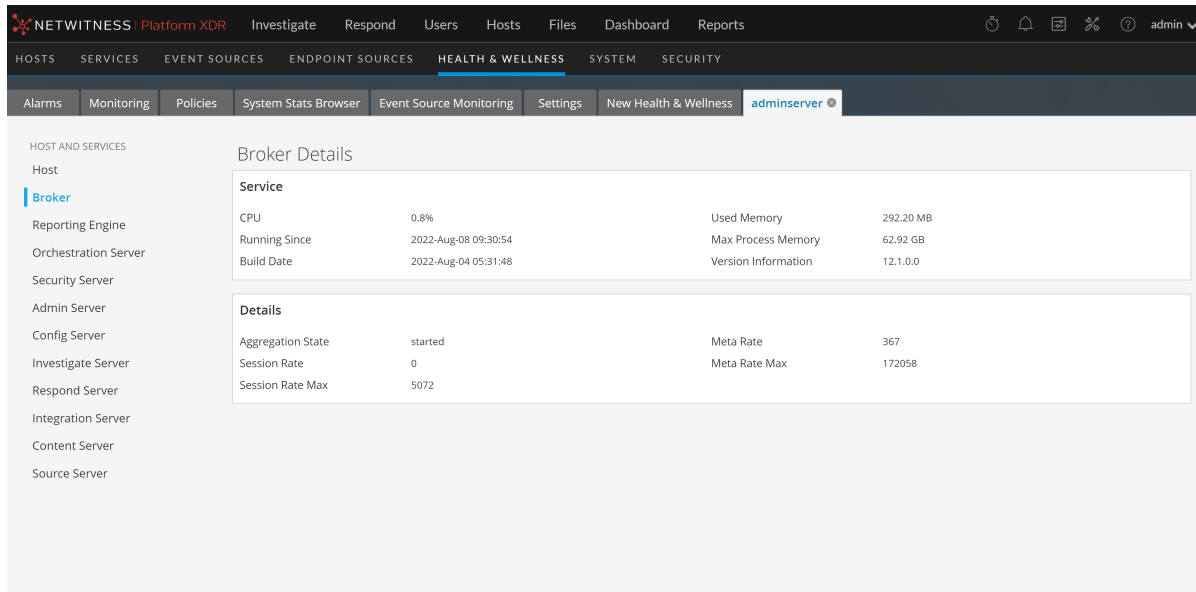 NETWITNESS | Platform XDR Investigate Respond Users Hosts Files Dashboard Reports admin
HOSTS SERVICES EVENT SOURCES ENDPOINT SOURCES HEALTH & WELLNESS SYSTEM SECURITY
Alarms Monitoring Policies System Stats Browser Event Source Monitoring Settings New Health & Wellness adminserver
HOST AND SERVICES
Host
Broker
Reporting Engine
Orchestration Server
Security Server
Admin Server
Config Server
Investigate Server
Respond Server
Integration Server
Content Server
Source Server
Broker Details
Service
CPU 0.8% Used Memory 292.20 MB
Running Since 2022-Aug-08 09:30:54 Max Process Memory 62.92 GB
Build Date 2022-Aug-04 05:31:48 Version Information 12.1.0.0
Details
Aggregation State started Meta Rate 367
Session Rate 0 Meta Rate Max 172058
Session Rate Max 5072